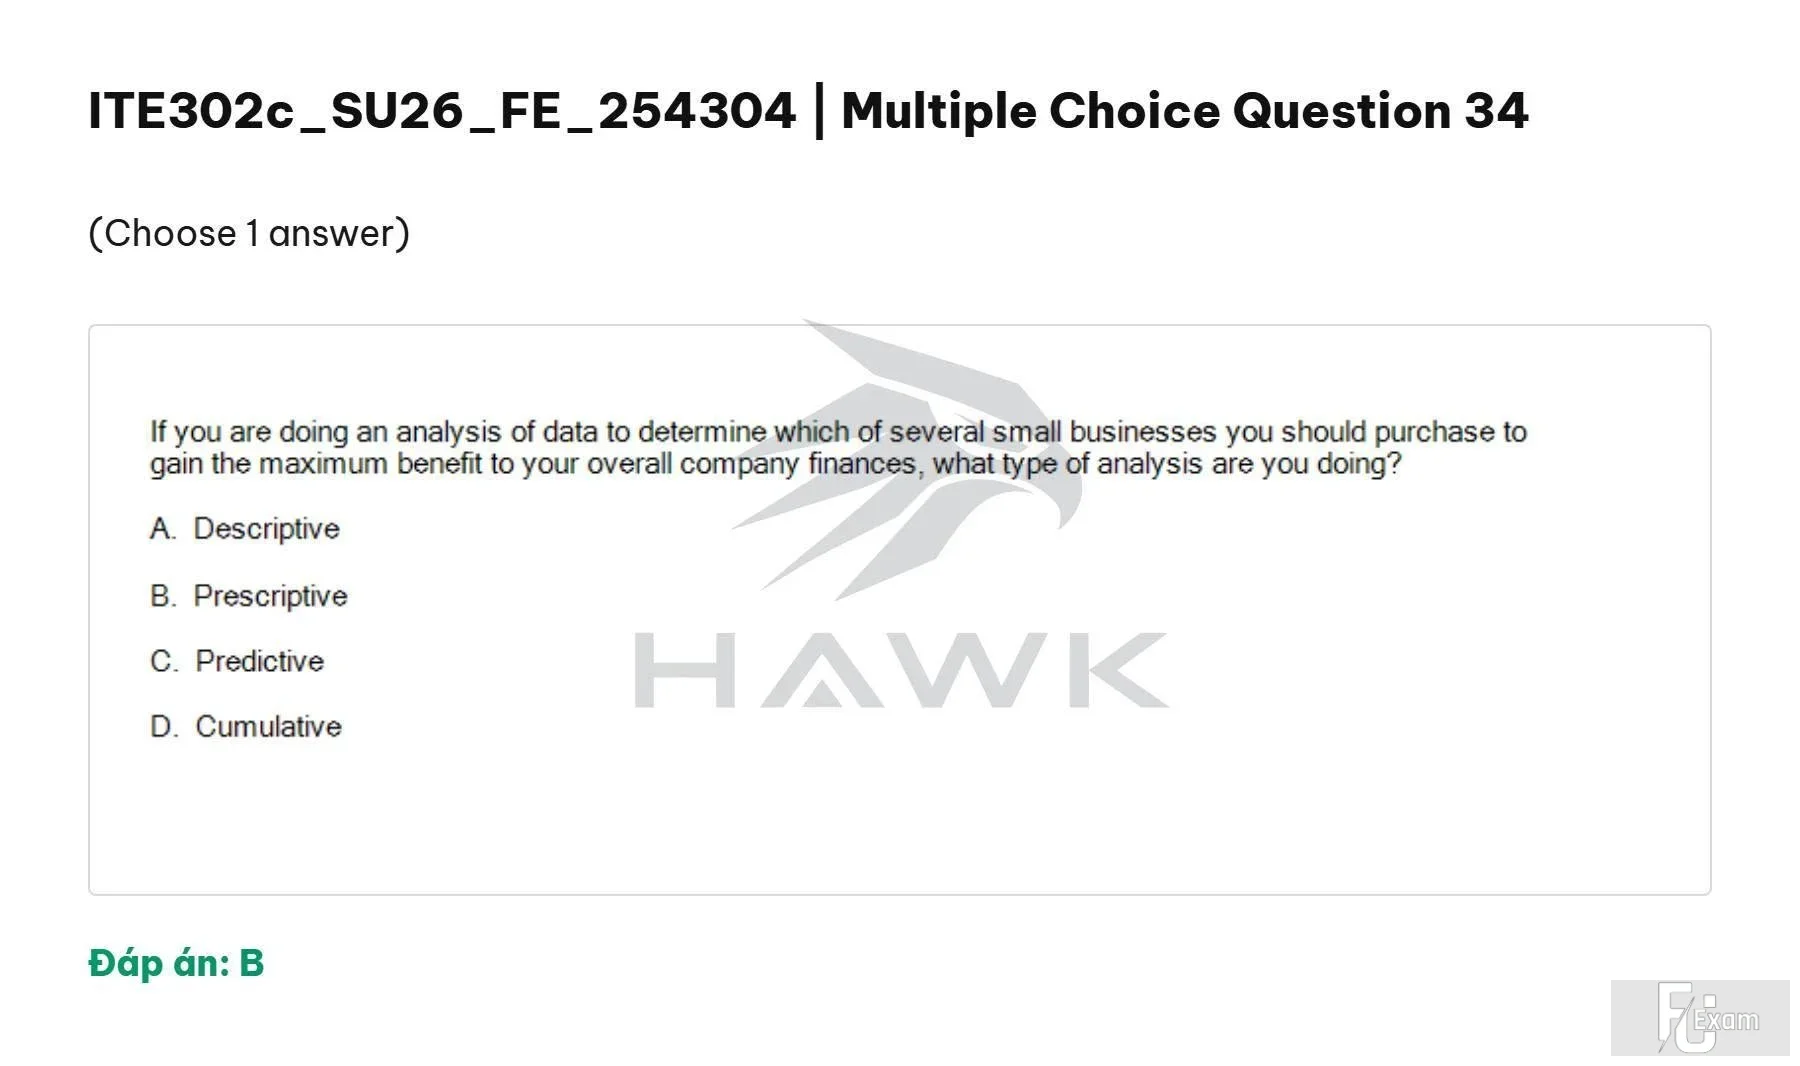 ITE302c_SU26_FE_254304 | Multiple Choice Question 34
(Choose 1 answer)
If you are doing an analysis of data to determine which of several small businesses you should purchase to
gain the maximum benefit to your overall company finances, what type of analysis are you doing?
A. Descriptive
B. Prescriptive
C. Predictive
D. Cumulative
HAWK
Đáp án: B
FU Exam